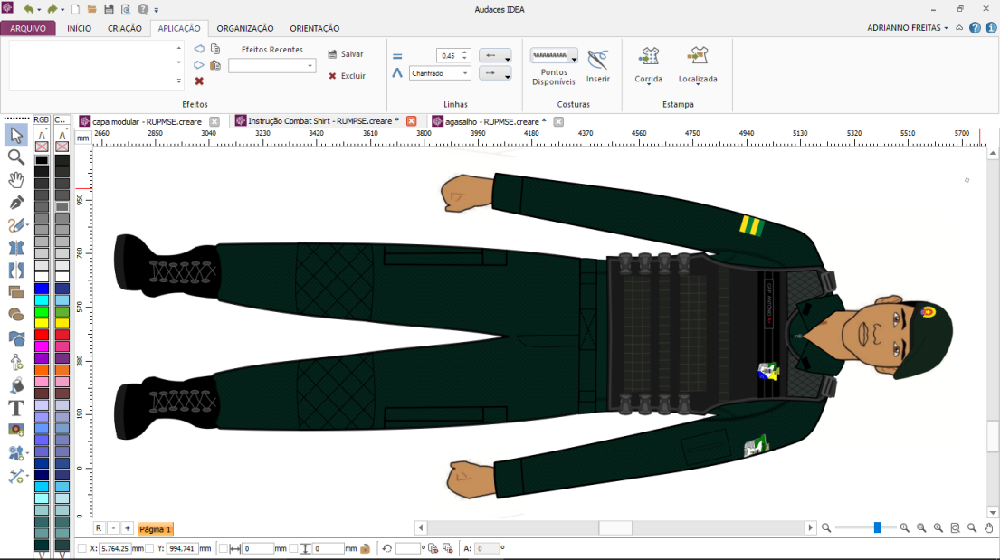 Audaces IDEA
ARQUIVO INÍCIO CRIAÇÃO APLICAÇÃO ORGANIZAÇÃO ORIENTAÇÃO ADRIANNO FREITAS
Efeitos Recentes
Salvar
Excluir
Efeitos
0.45
Chanfrado
Linhas
Pontos
Disponíveis
Inserir
Costuras
Corrida
Localizada
Estampa
RGB C...
capa modular - RUPMSE.creare
Instrução Combat Shirt - RUMPSE.creare *
agasalho - RUPMSE.creare *
mm
2660 2850 3040 3230 3420 3610 3800 3990 4180 4370 4560 4750 4940 5130 5320 5510 5700
950
760
570
380
190
0
0
R - + Página 1
X: 5.764,25 mm Y: 994.741 mm 0 mm 0 mm º A: 0 º